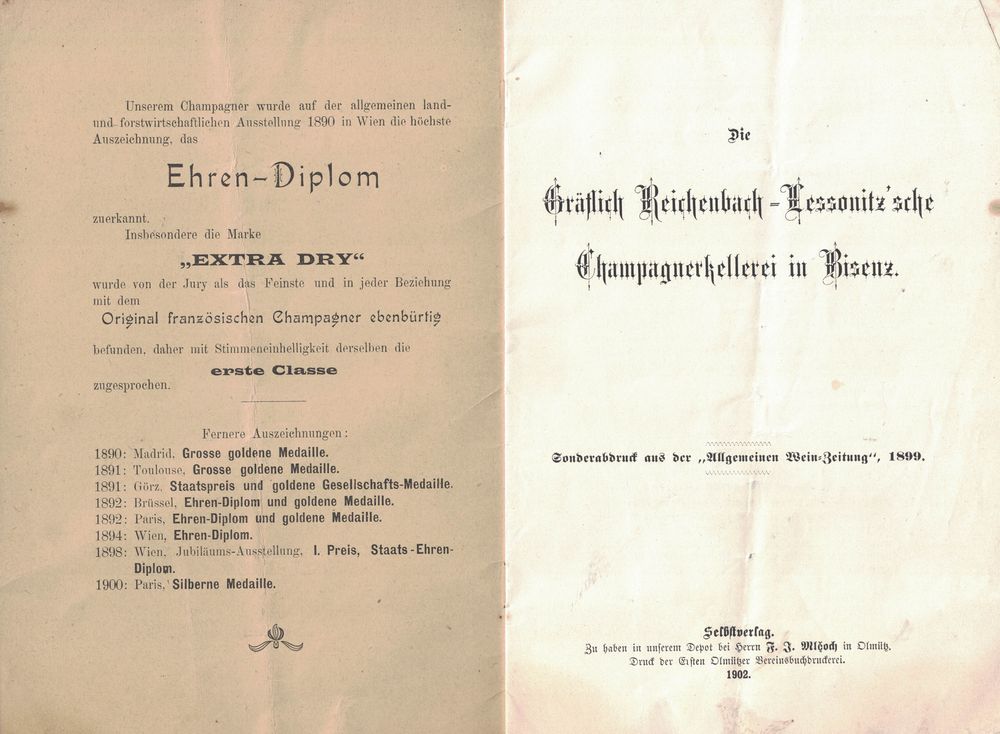 Unserem Champagner wurde auf der allgemeinen land-
und forstwirtschaftlichen Ausstellung 1890 in Wien die höchste
Auszeichnung, das
Ehren-Diplom
zuerkannt.
Insbesondere die Marke
„EXTRA DRY“
wurde von der Jury als das Feinste und in jeder Beziehung
mit dem
Original französischen Champagner ebenbürtig
befunden, daher mit Stimmeneinhelligkeit derselben die
erste Classe
zugesprochen.
Fernere Auszeichnungen:
1890: Madrid, Grosse goldene Medaille.
1891: Toulouse, Grosse goldene Medaille.
1891: Görz, Staatspreis und goldene Gesellschafts-Medaille.
1892: Brüssel, Ehren-Diplom und goldene Medaille.
1892: Paris, Ehren-Diplom und goldene Medaille.
1894: Wien, Ehren-Diplom.
1898: Wien, Jubiläums-Ausstellung, I. Preis, Staats-Ehren-
Diplom.
1900: Paris, Silberne Medaille.
Die
Gräflich Reichenbach-Lessonitz'sche
Champagnerkellerei in Bisenz.
Sonderabdruck aus der „Allgemeinen Wein-Zeitung“, 1899.
Selbstverlag.
Zu haben in unserem Depot bei Herrn F. J. Mlčoch in Olmütz.
Druck der Ersten Olmützer Vereinsbuchdruckerei.
1902.